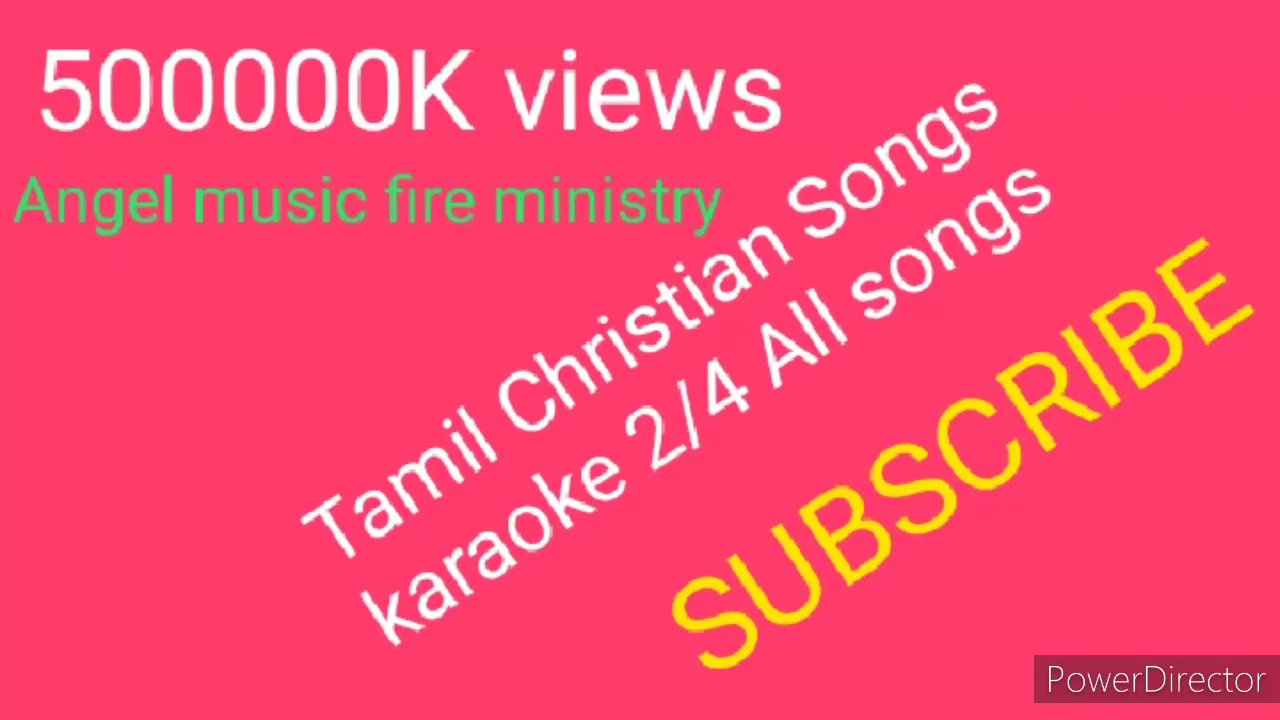 500000K views
Angel music fire ministry
Tamil Christian Songs
karaoke 2/4 All songs
SUBSCRIBE
PowerDirector